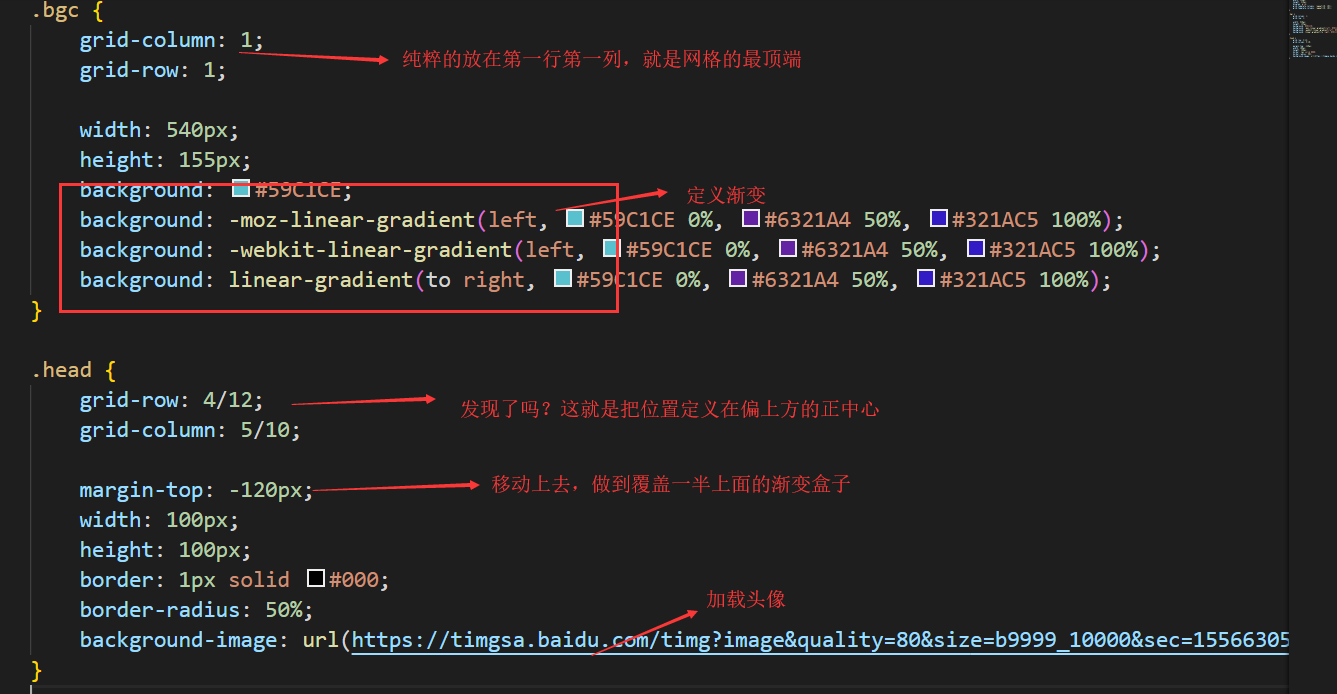 .bgc {
grid-column: 1;
纯粹的放在第一行第一列，就是网格的最顶端
grid-row: 1;
width: 540px;
height: 155px;
background: #59C1CE;
定义渐变
background: -moz-linear-gradient(left, #59C1CE 0%, #6321A4 50%, #321AC5 100%);
background: -webkit-linear-gradient(left, #59C1CE 0%, #6321A4 50%, #321AC5 100%);
background: linear-gradient(to right, #59C1CE 0%, #6321A4 50%, #321AC5 100%);
}
.head {
grid-row: 4/12;
发现了吗？这就是把位置定义在偏上方的正中心
grid-column: 5/10;
margin-top: -120px;
移动上去，做到覆盖一半上面的渐变盒子
width: 100px;
height: 100px;
border: 1px solid #000;
border-radius: 50%;
加载头像
background-image: url(https://timgsa.baidu.com/timg?image&quality=80&size=b9999_10000&sec=15566305
}